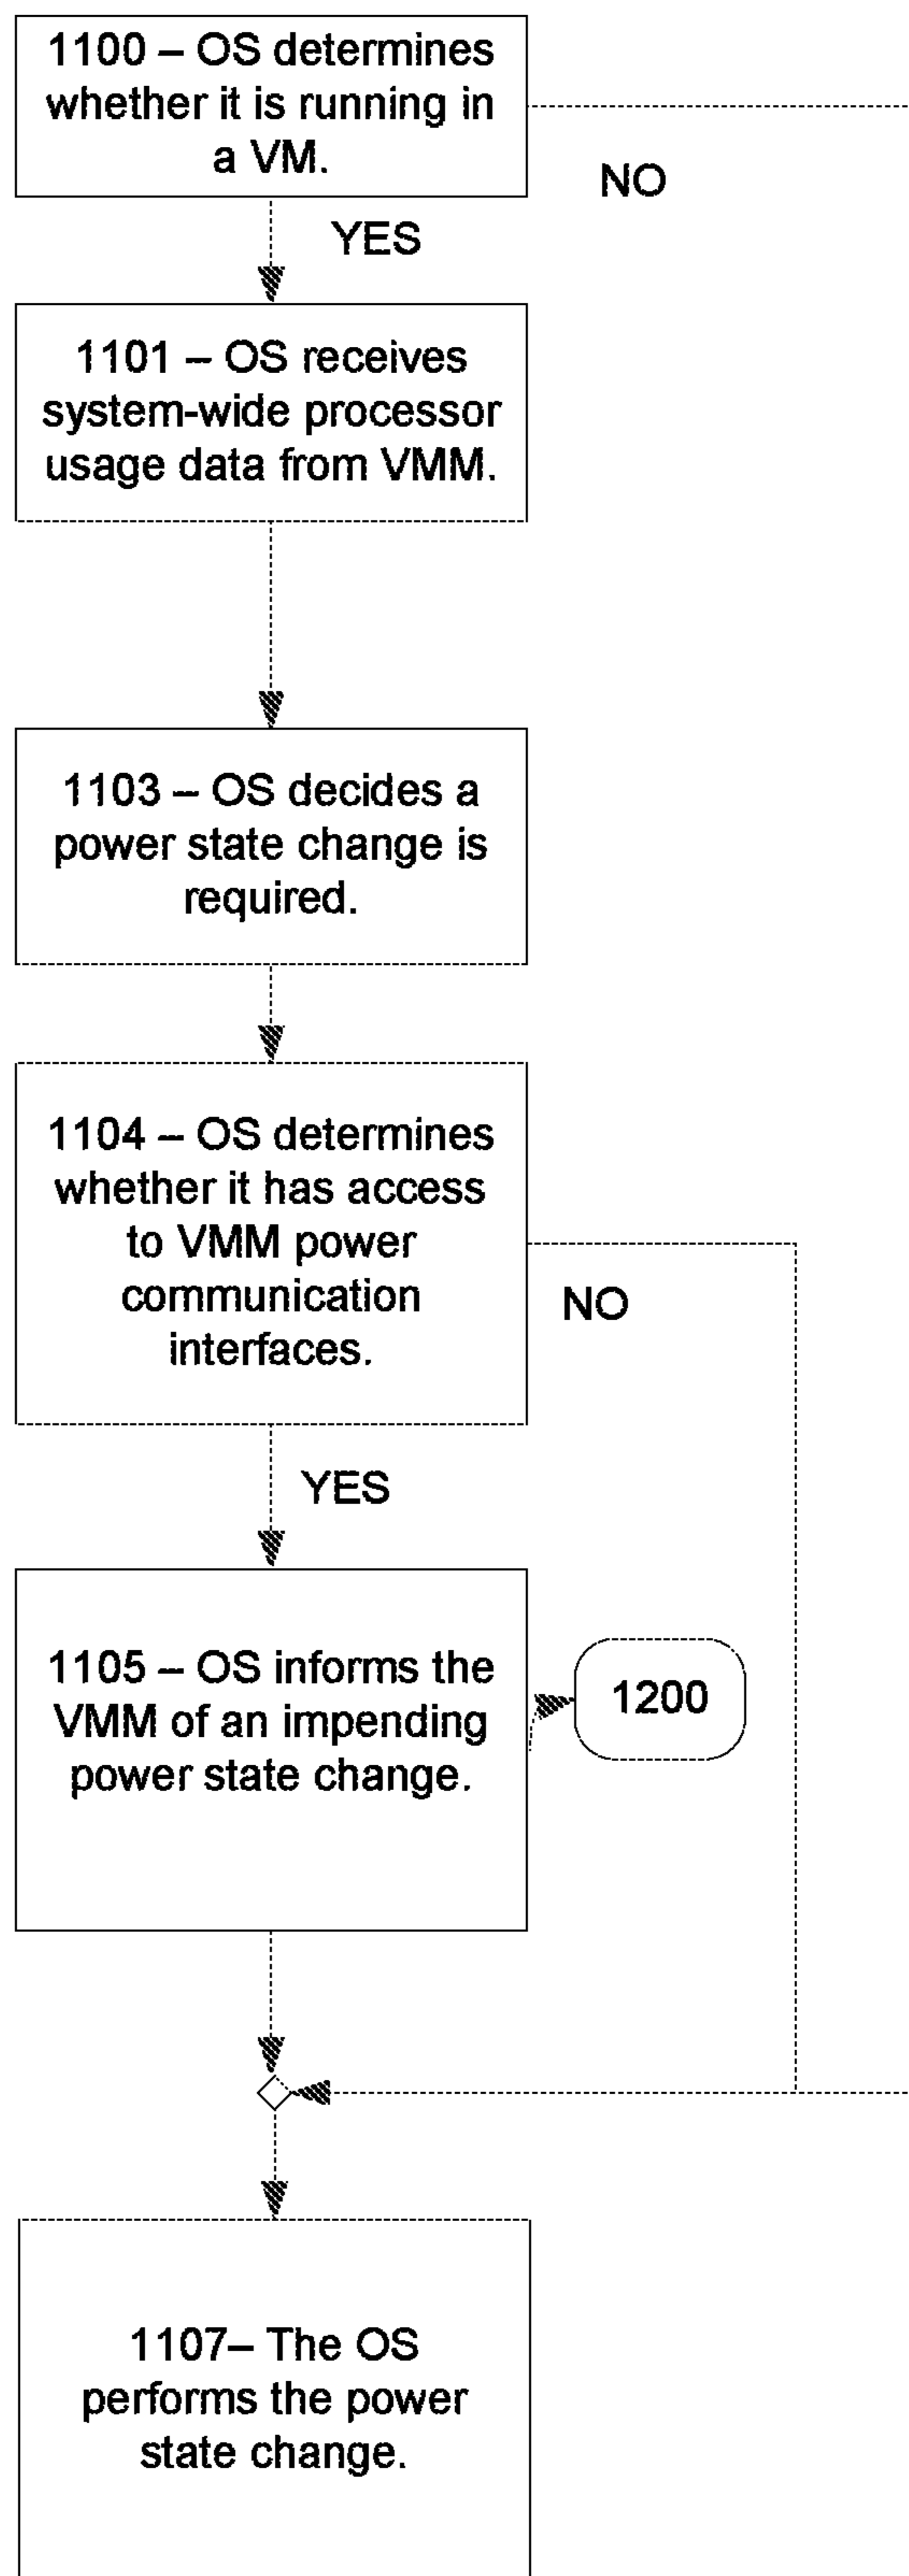 1100 – OS determines
whether it is running in
a VM.
NO
YES
1101 – OS receives
system-wide processor
usage data from VMM.
1103 – OS decides a
power state change is
required.
1104 – OS determines
whether it has access
to VMM power
communication
interfaces.
NO
YES
1105 – OS informs the
VMM of an impending
power state change.
1200
1107– The OS
performs the power
state change.